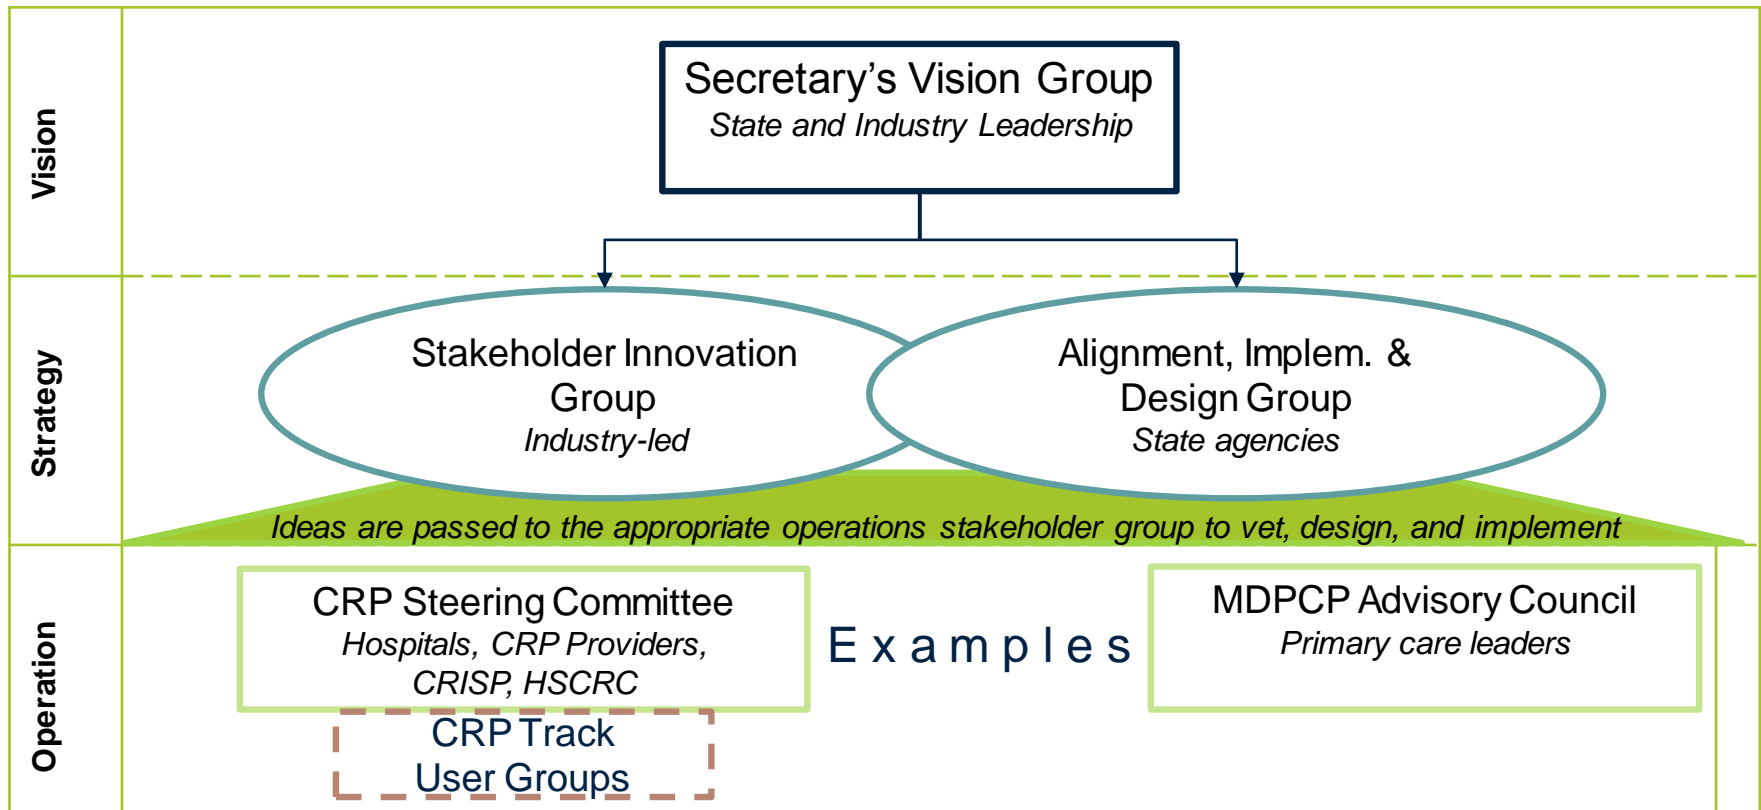 Vision
Secretary’s Vision Group
State and Industry Leadership
Strategy
Stakeholder Innovation
Group
Industry-led
Alignment, Implem. &
Design Group
State agencies
Ideas are passed to the appropriate operations stakeholder group to vet, design, and implement
Operation
CRP Steering Committee
Hospitals, CRP Providers,
CRISP, HSCRC
CRP Track
User Groups
Examples
MDPCP Advisory Council
Primary care leaders